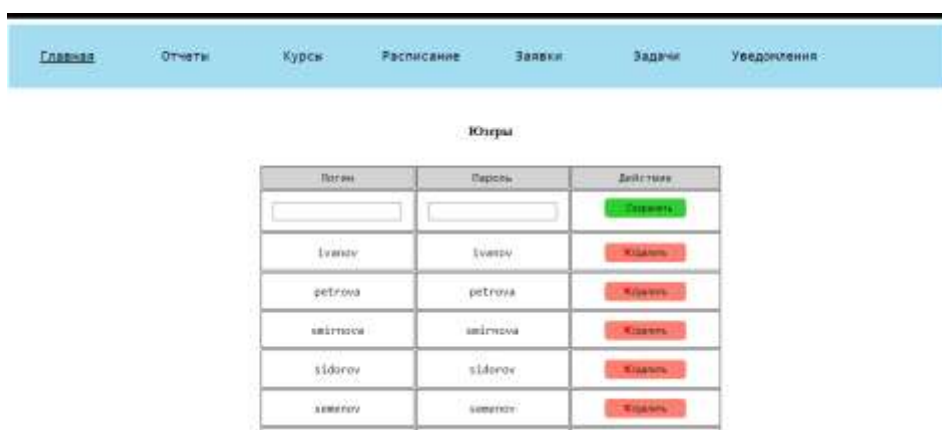 Главная Отчеты Курсы Расписание Заявки Задачи Уведомления
Юзеры
Логин Пароль Действия
Сохранить
ivanov ivanov Удалить
petrova petrova Удалить
smirnova smirnova Удалить
sidorov sidorov Удалить
semenov semenov Удалить